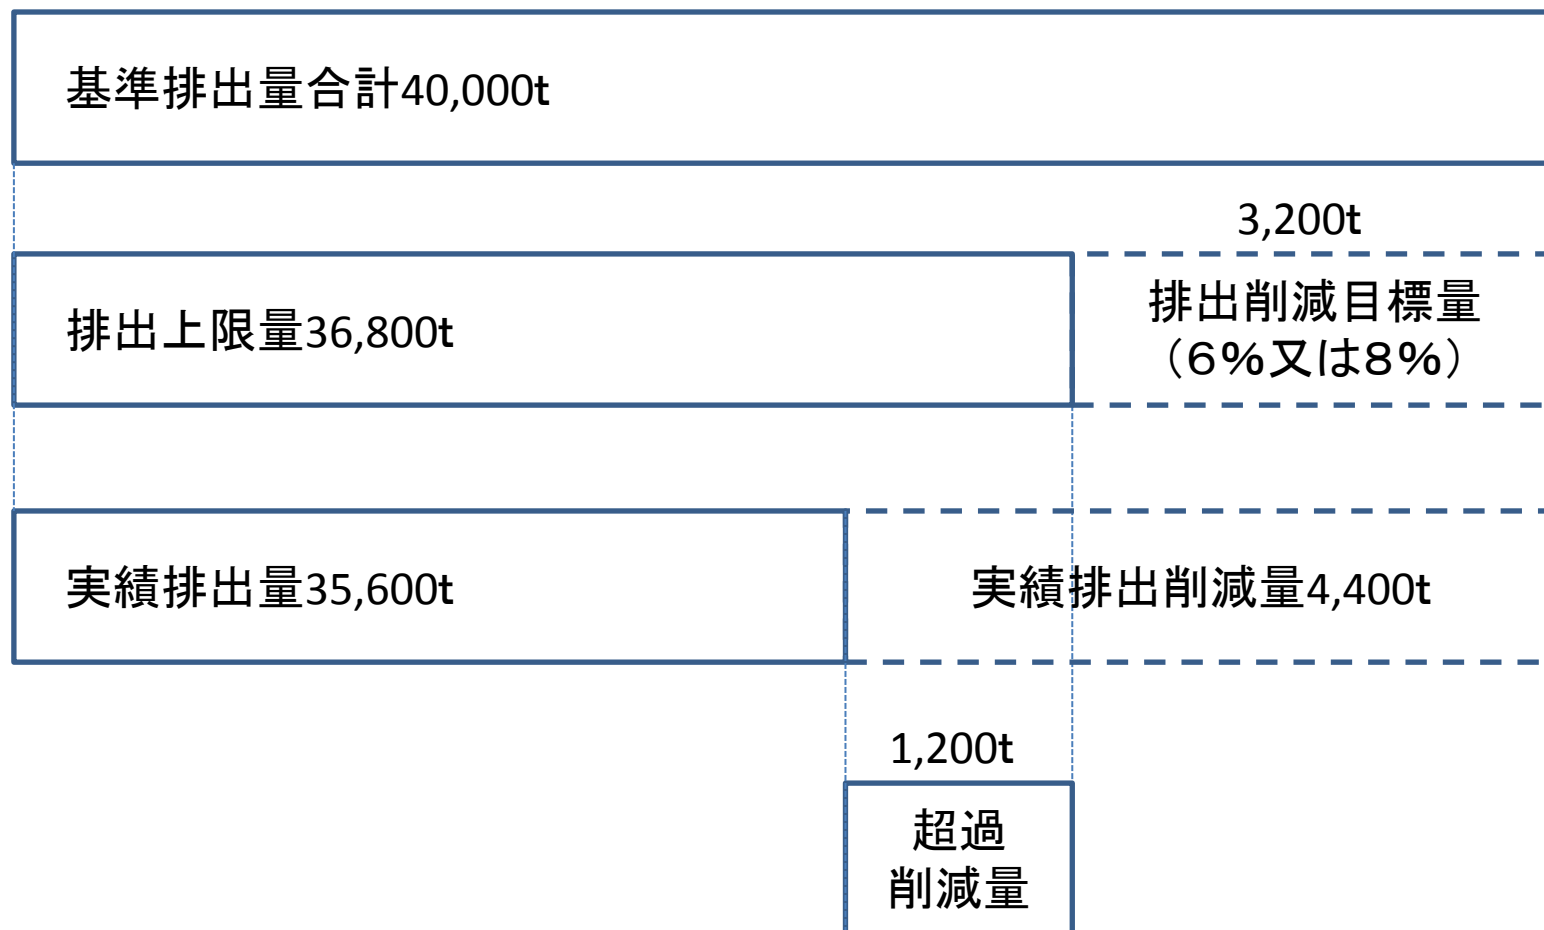 基準排出量合計40,000t
3,200t
排出上限量36,800t
排出削減目標量
（6%又は8%）
実績排出量35,600t
実績排出削減量4,400t
1,200t
超過
削減量